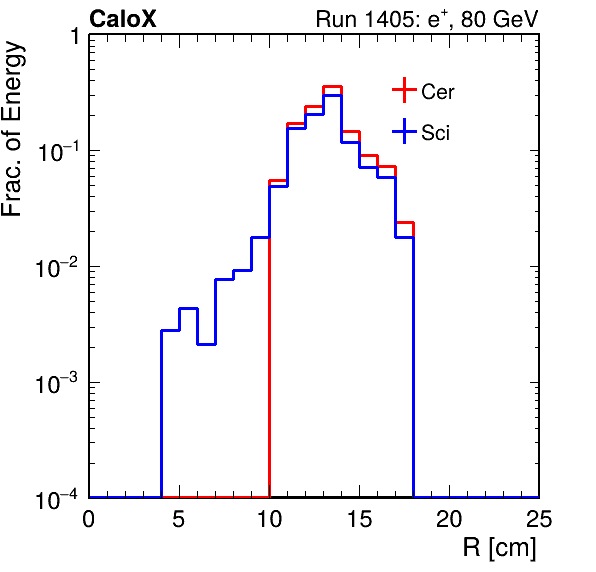 CaloX Run 1405: e⁺, 80 GeV
Frac. of Energy
1
10⁻¹
10⁻²
10⁻³
10⁻⁴
Cer
Sci
0 5 10 15 20 25
R [cm]